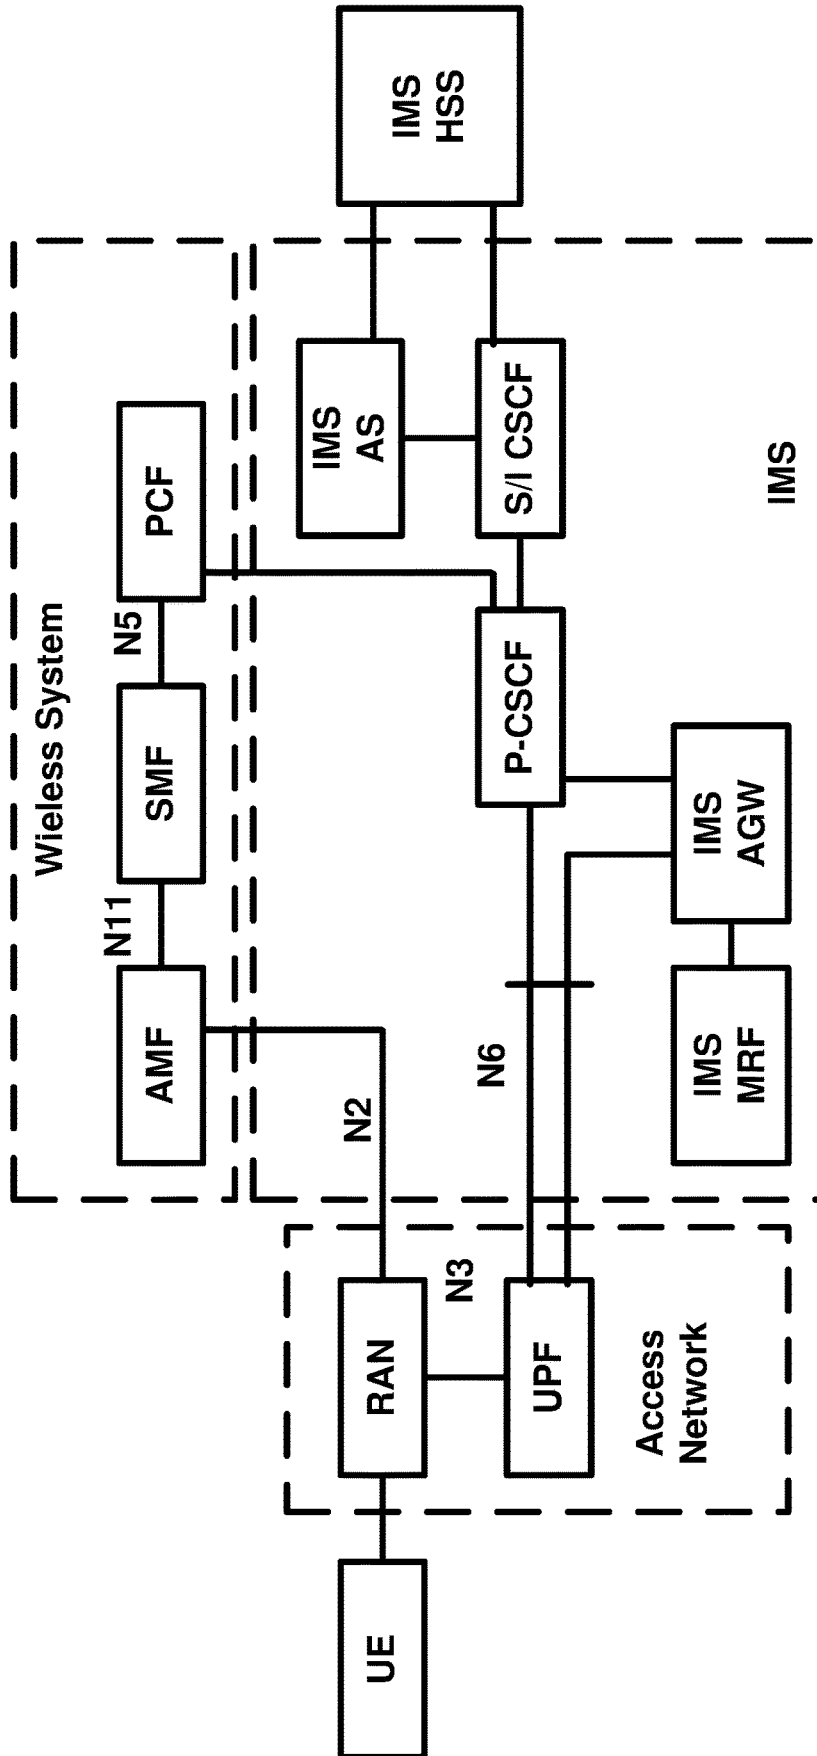 Wieless System
AMF
N11
SMF
N5
PCF
N2
IMS
AS
IMS
HSS
UE
RAN
N3
UPF
N6
P-CSCF
S/I CSCF
Access
Network
IMS
MRF
IMS
AGW
IMS